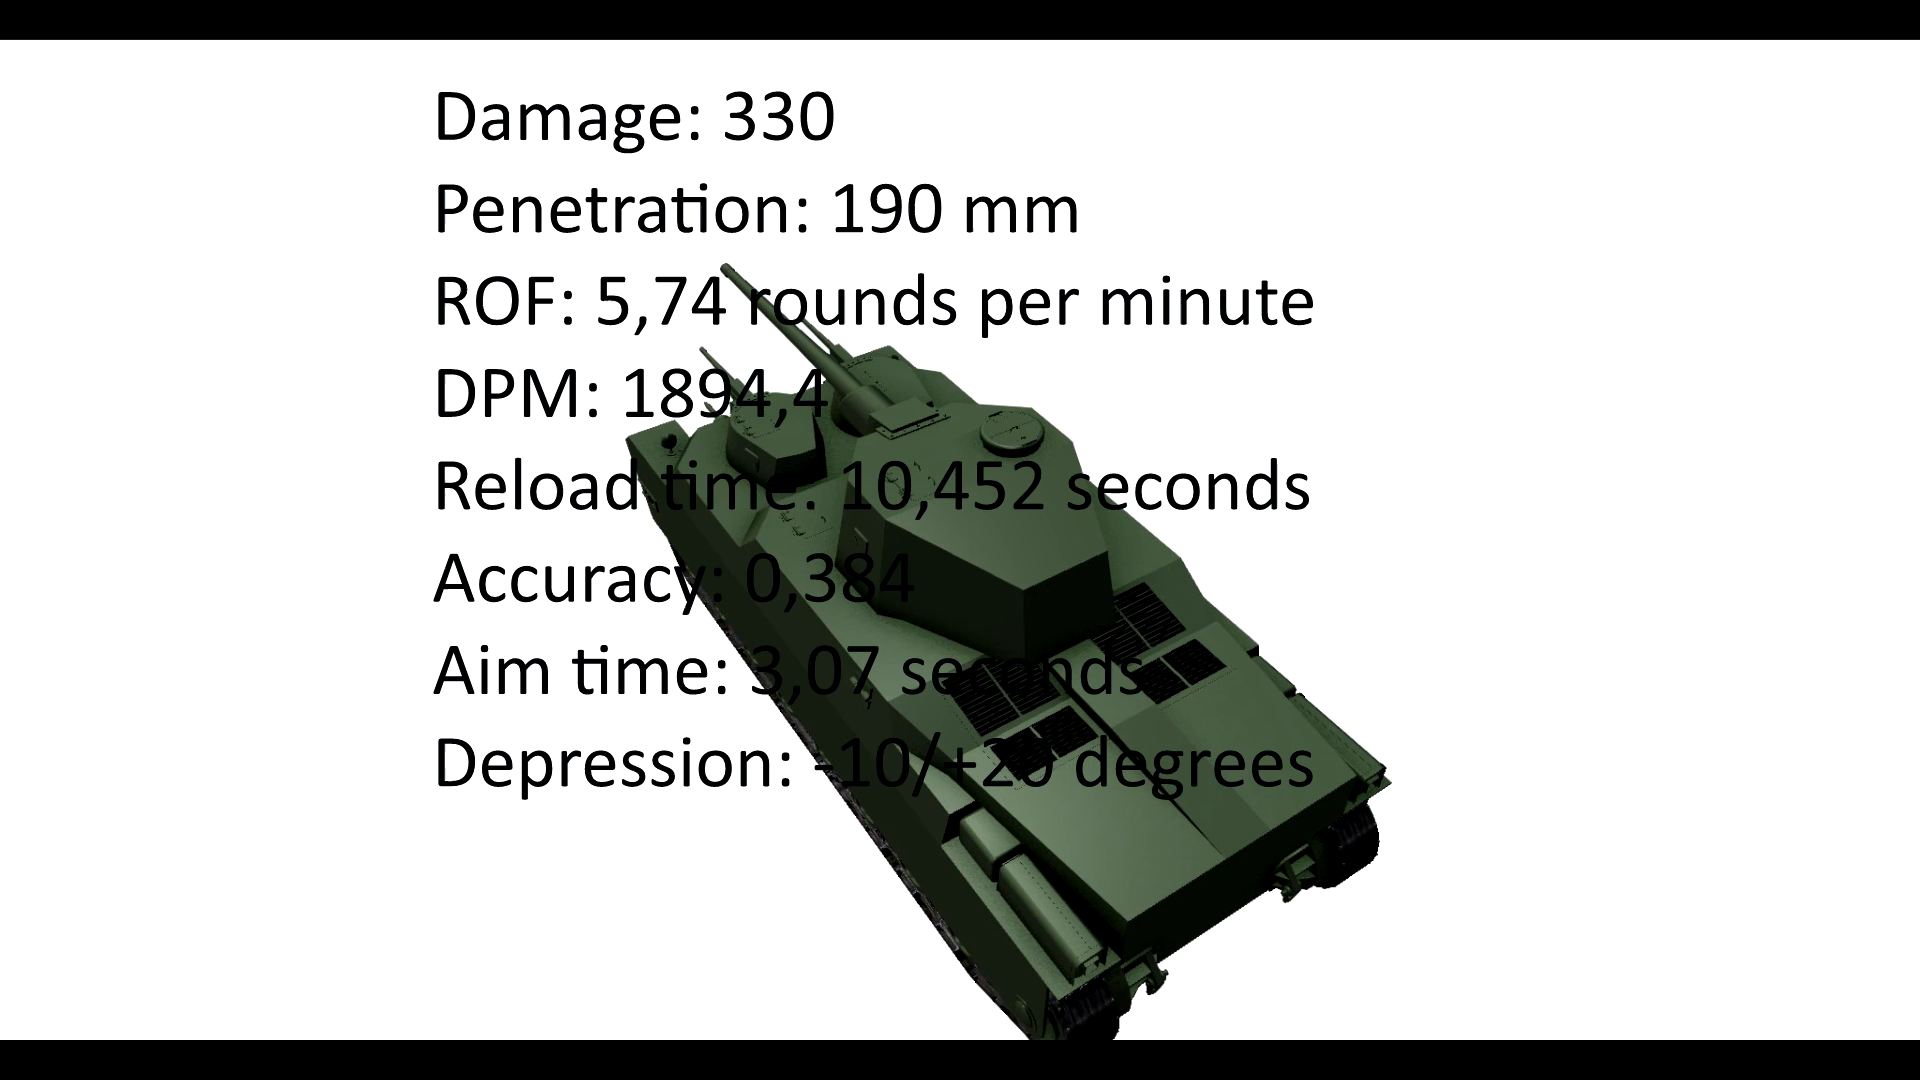 Damage: 330
Penetration: 190 mm
ROF: 5,74 rounds per minute
DPM: 1894,4
Reload time: 10,452 seconds
Accuracy: 0,384
Aim time: 3,07 seconds
Depression: -10/+20 degrees